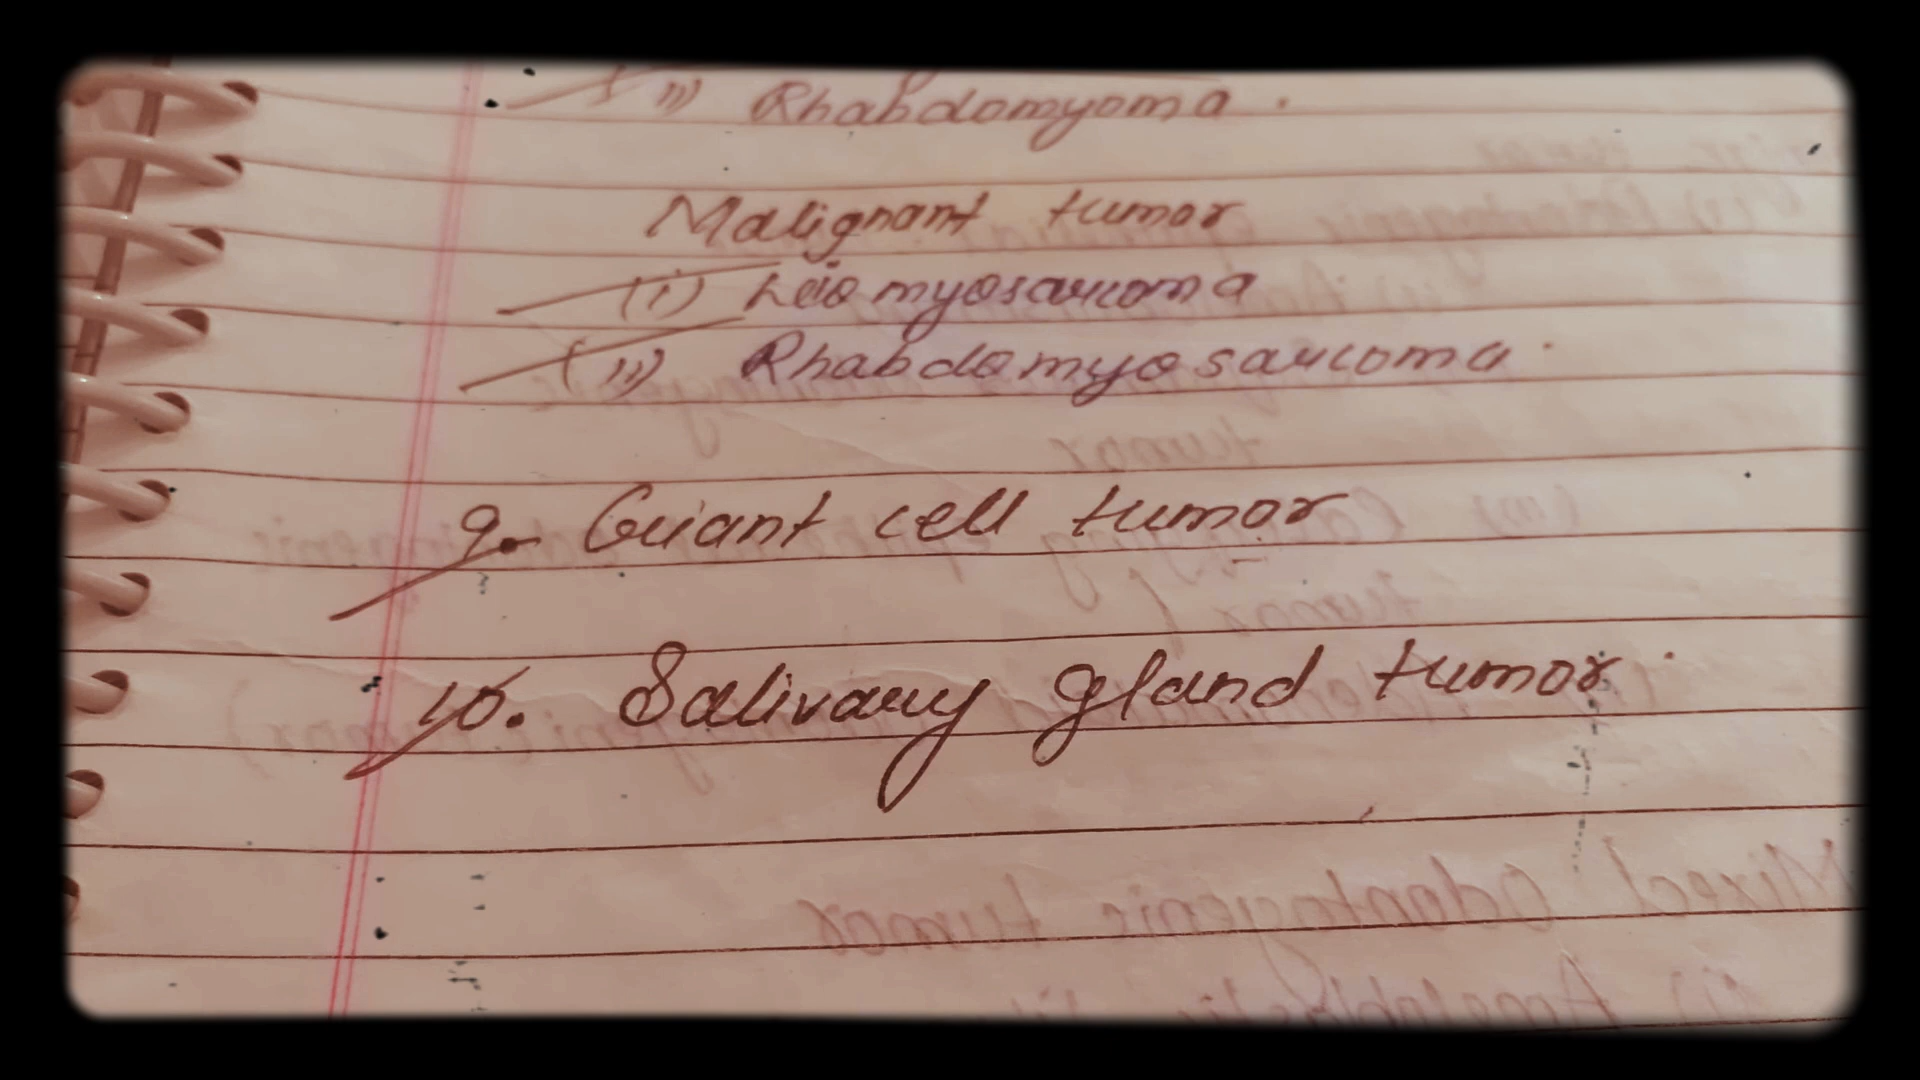 (ii) Rhabdomyoma.
Malignant tumor
(i) Leiomyosarcoma
(ii) Rhabdomyosarcoma.
9. Giant cell tumor
10. Salivary gland tumor.